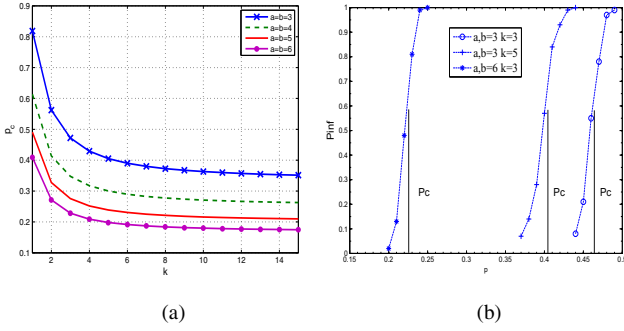 0.9
0.8
0.7
0.6
0.5
0.4
0.3
0.2
0.1
p_c
2 4 6 8 10 12 14
k
a=b=3
a=b=4
a=b=5
a=b=6
(a)
1
0.9
0.8
0.7
0.6
0.5
0.4
0.3
0.2
0.1
0
Pinf
0.15 0.2 0.25 0.3 0.35 0.4 0.45 0.5
p
a,b=3 k=3
a,b=3 k=5
a,b=6 k=3
Pc
Pc
Pc
(b)